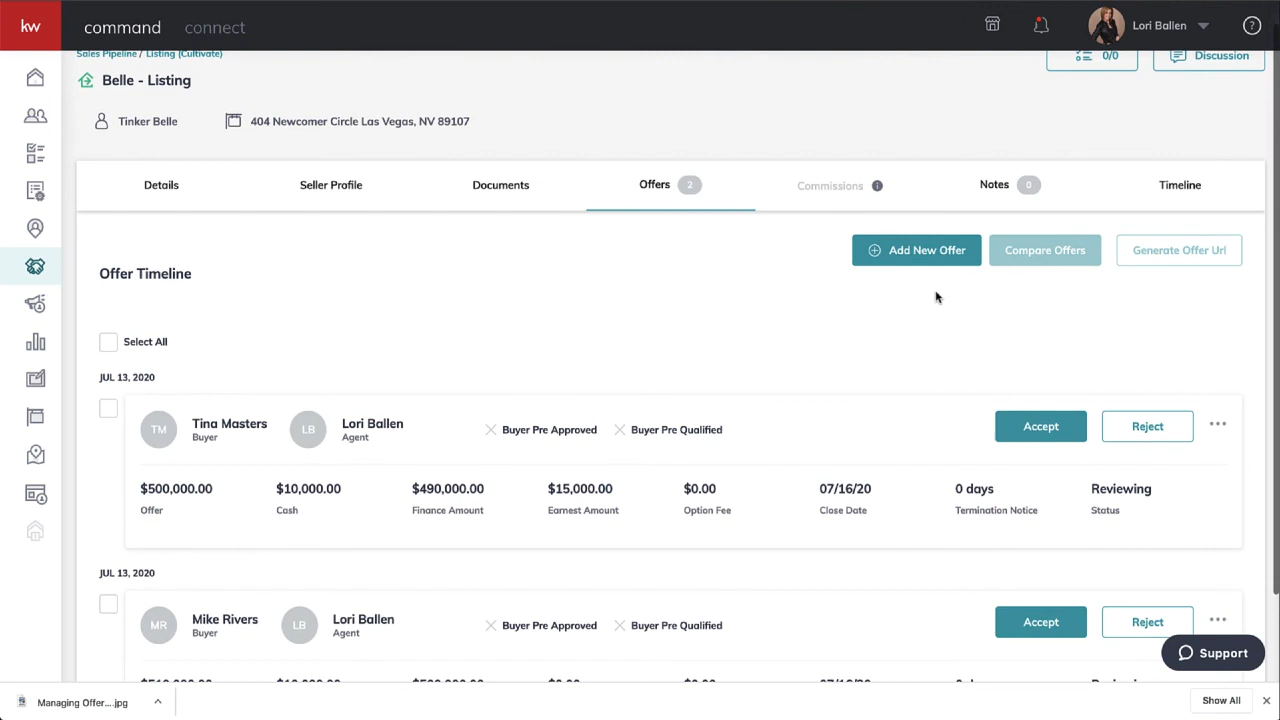 kw
command
connect
Lori Ballen
Sales Pipeline / Listing (Cultivate)
0/0
Discussion
Belle - Listing
Tinker Belle
404 Newcomer Circle Las Vegas, NV 89107
Details
Seller Profile
Documents
Offers 2
Commissions
Notes 0
Timeline
Add New Offer
Compare Offers
Generate Offer Url
Offer Timeline
Select All
JUL 13, 2020
TM
Tina Masters
Buyer
LB
Lori Ballen
Agent
Buyer Pre Approved
Buyer Pre Qualified
Accept
Reject
$500,000.00
Offer
$10,000.00
Cash
$490,000.00
Finance Amount
$15,000.00
Earnest Amount
$0.00
Option Fee
07/16/20
Close Date
0 days
Termination Notice
Reviewing
Status
JUL 13, 2020
MR
Mike Rivers
Buyer
LB
Lori Ballen
Agent
Buyer Pre Approved
Buyer Pre Qualified
Accept
Reject
Support
Managing Offer....jpg
Show All